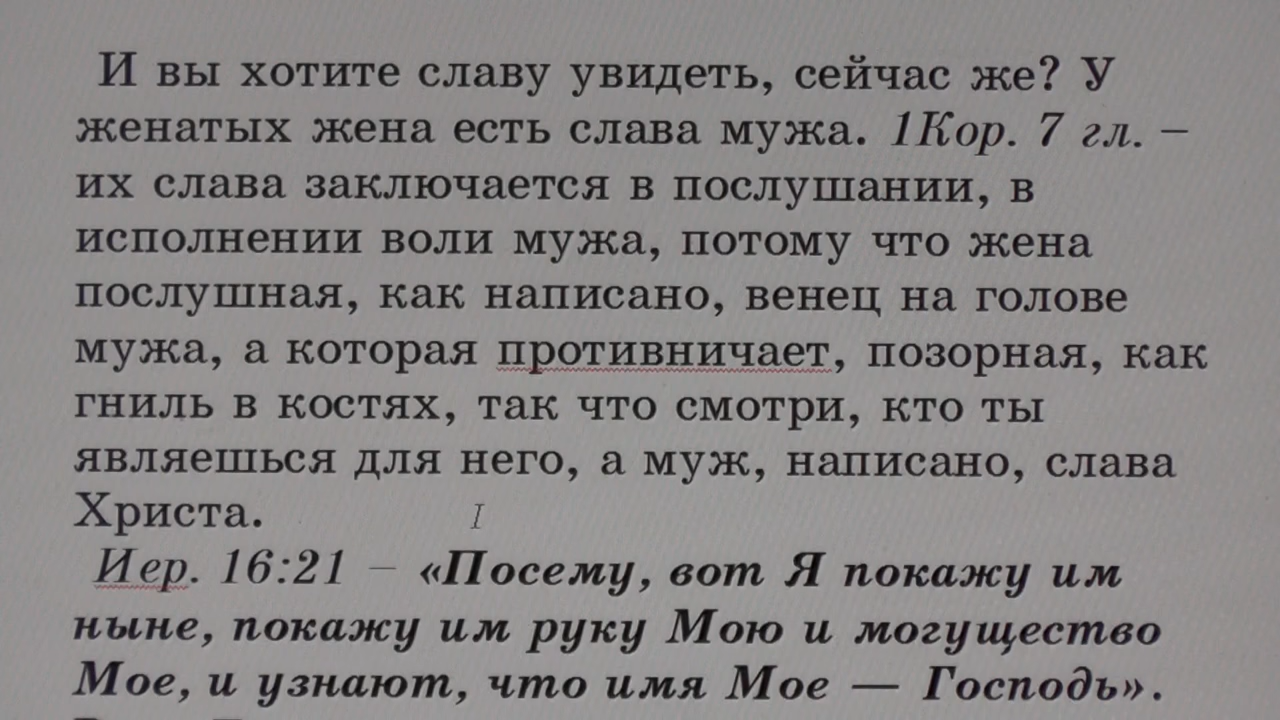 И вы хотите славу увидеть, сейчас же? У
женатых жена есть слава мужа. 1Кор. 7 гл. –
их слава заключается в послушании, в
исполнении воли мужа, потому что жена
послушная, как написано, венец на голове
мужа, а которая противничает, позорная, как
гниль в костях, так что смотри, кто ты
являешься для него, а муж, написано, слава
Христа.
Иер. 16:21 – «Посему, вот Я покажу им
ныне, покажу им руку Мою и могущество
Мое, и узнают, что имя Мое — Господь».